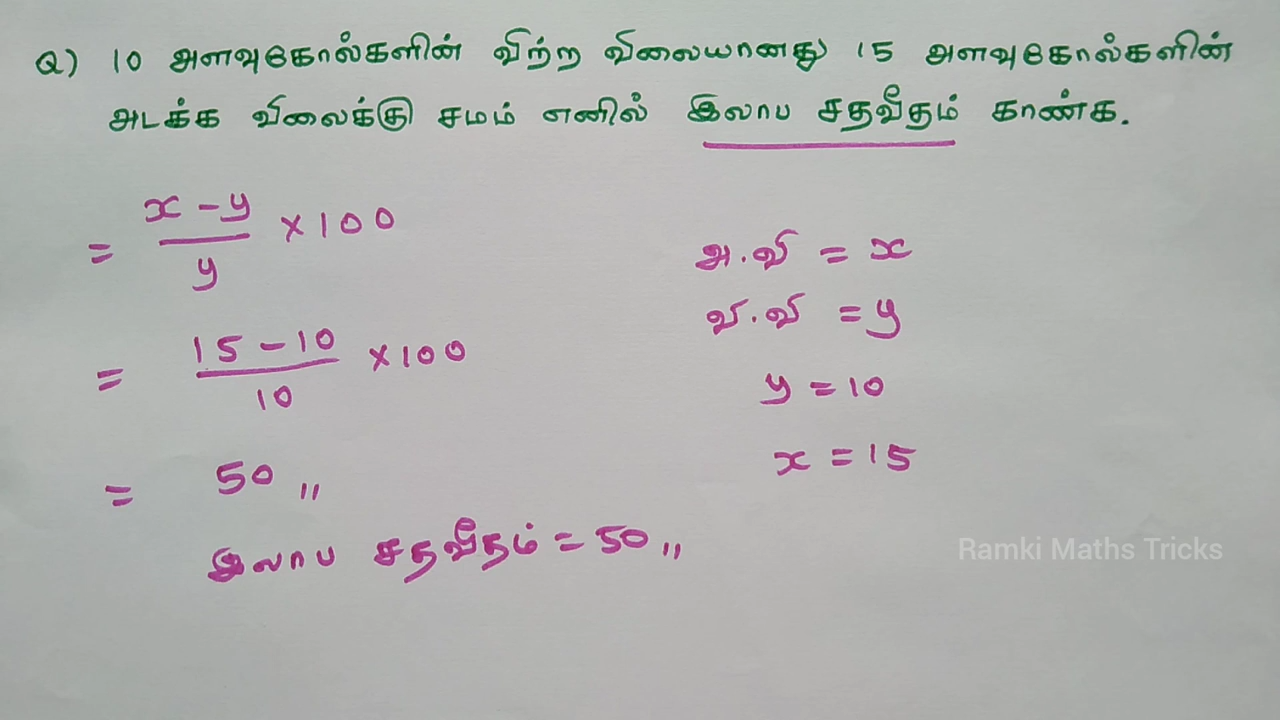 Q) 10 அளவுகோல்களின் விற்ற விலையானது 15 அளவுகோல்களின்
அடக்க விலைக்கு சமம் எனில் இலாப சதவீதம் காண்க.
= x - y / y × 100
= 15 - 10 / 10 × 100
= 50 ,,
இலாப சதவீதம் = 50 ,,
அ.வி = x
வி.வி = y
y = 10
x = 15
Ramki Maths Tricks